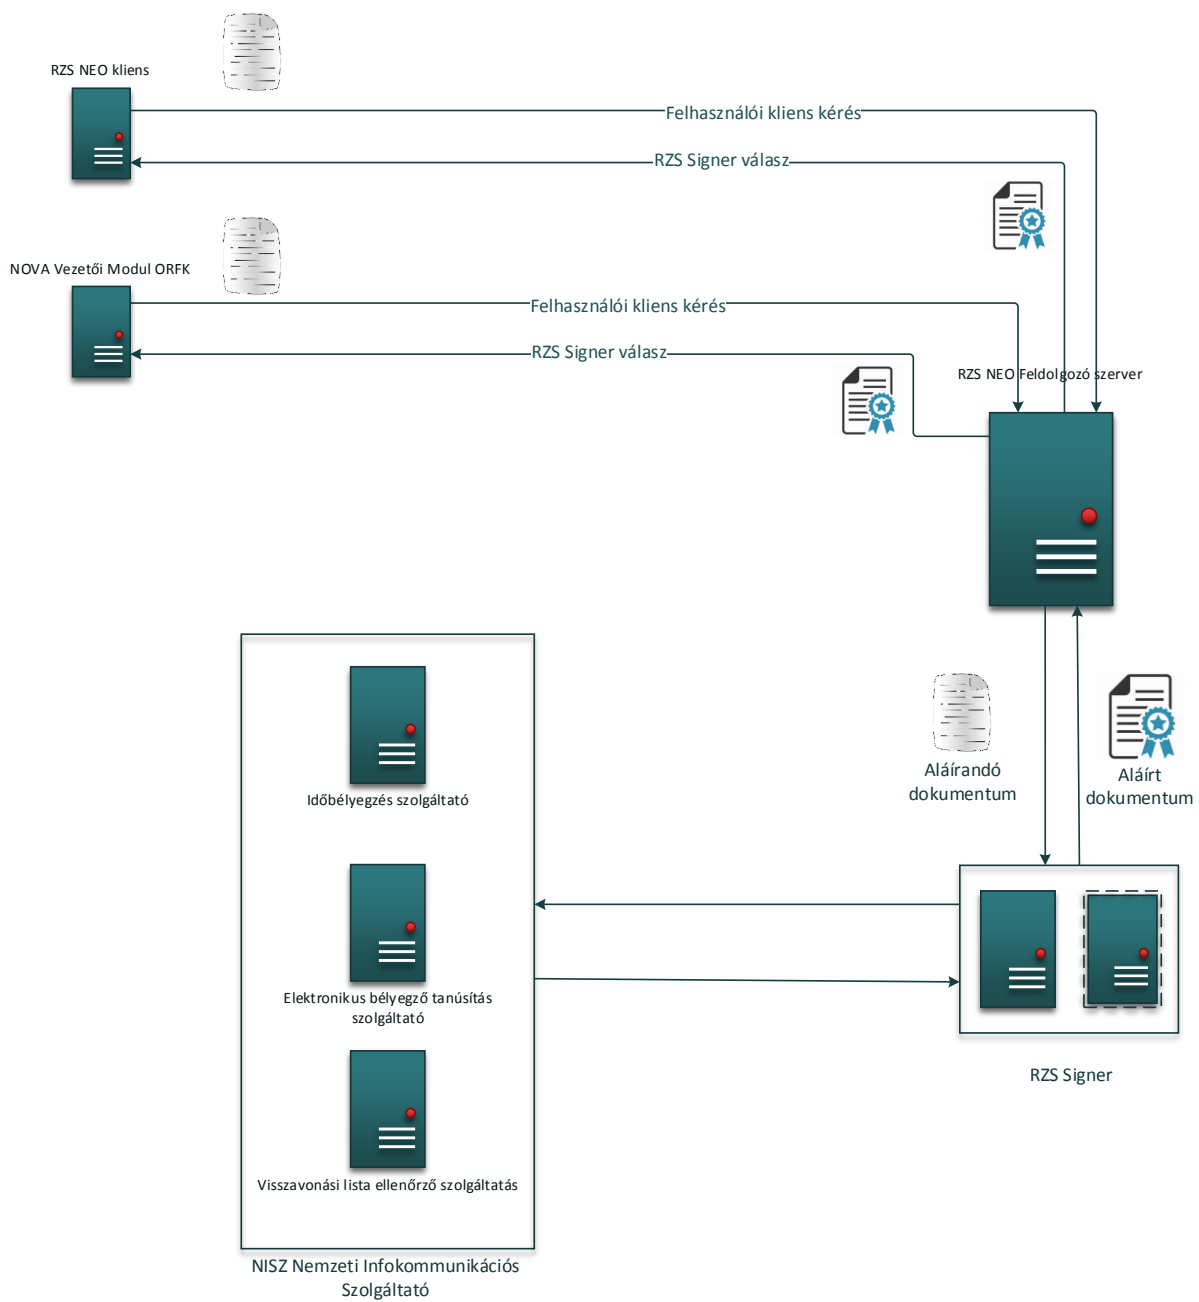 RZS NEO kliens
Felhasználói kliens kérés
RZS Signer válasz
NOVA Vezetői Modul ORFK
Felhasználói kliens kérés
RZS Signer válasz
RZS NEO Feldolgozó szerver
Aláírandó
dokumentum
Aláírt
dokumentum
Időbélyegzés szolgáltató
Elektronikus bélyegző tanúsítás
szolgáltató
RZS Signer
Visszavonási lista ellenőrző szolgáltatás
NISZ Nemzeti Infokommunikációs
Szolgáltató